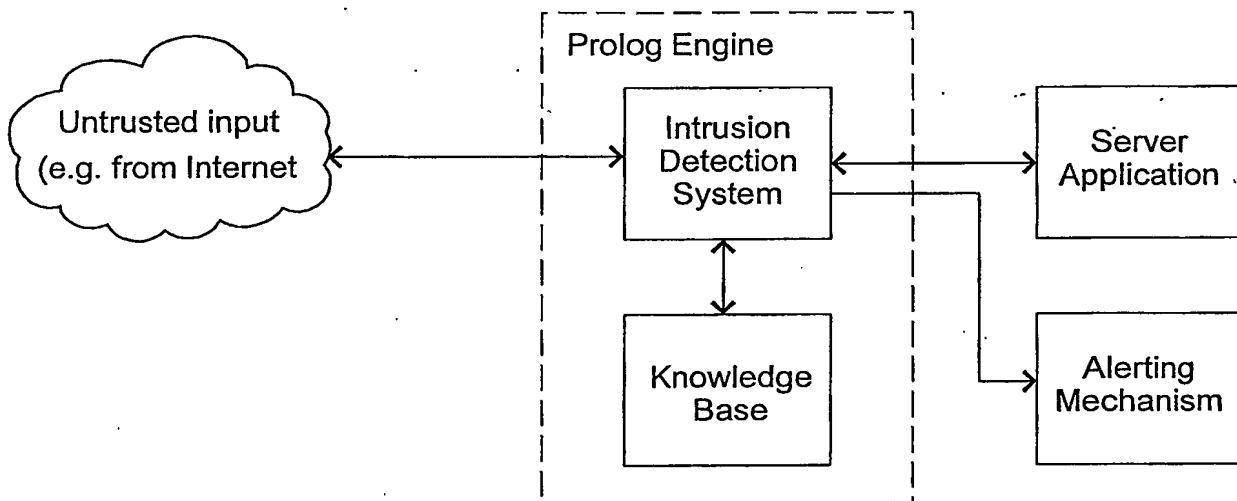 Prolog Engine
Untrusted input
(e.g. from Internet
Intrusion
Detection
System
Server
Application
Knowledge
Base
Alerting
Mechanism